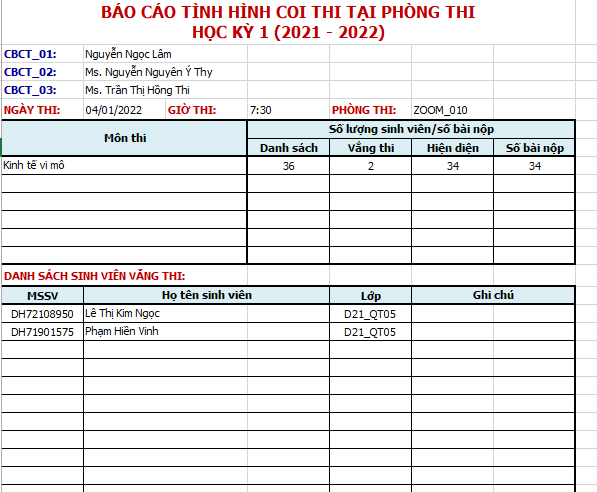 BÁO CÁO TÌNH HÌNH COI THI TẠI PHÒNG THI
HỌC KỲ 1 (2021 - 2022)
CBCT_01: Nguyễn Ngọc Lâm
CBCT_02: Ms. Nguyễn Nguyên Ý Thy
CBCT_03: Ms. Trần Thị Hồng Thi
NGÀY THI: 04/01/2022 GIỜ THI: 7:30 PHÒNG THI: ZOOM_010
Môn thi Số lượng sinh viên/số bài nộp
Danh sách Vắng thi Hiện diện Số bài nộp
Kinh tế vi mô 36 2 34 34
DANH SÁCH SINH VIÊN VẮNG THI:
MSSV Họ tên sinh viên Lớp Ghi chú
DH72108950 Lê Thị Kim Ngọc D21_QT05
DH71901575 Phạm Hiền Vinh D21_QT05